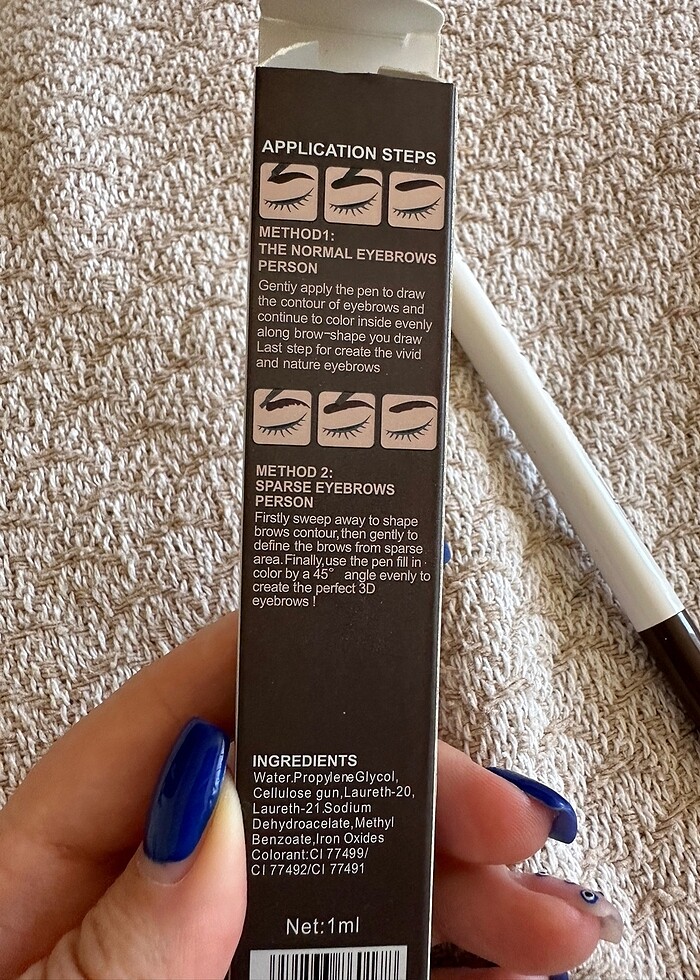 APPLICATION STEPS
METHOD1:
THE NORMAL EYEBROWS
PERSON
Gently apply the pen to draw
the contour of eyebrows and
continue to color inside evenly
along brow-shape you draw
Last step for create the vivid
and nature eyebrows
METHOD 2:
SPARSE EYEBROWS
PERSON
Firstly sweep away to shape
brows contour,then gently to
define the brows from sparse
area.Finally,use the pen fill in
color by a 45° angle evenly to
create the perfect 3D
eyebrows !
INGREDIENTS
Water.PropyleneGlycol,
Cellulose gun,Laureth-20,
Laureth-21.Sodium
Dehydroacelate,Methyl
Benzoate,Iron Oxides
Colorant:CI 77499/
CI 77492/CI 77491
Net:1ml